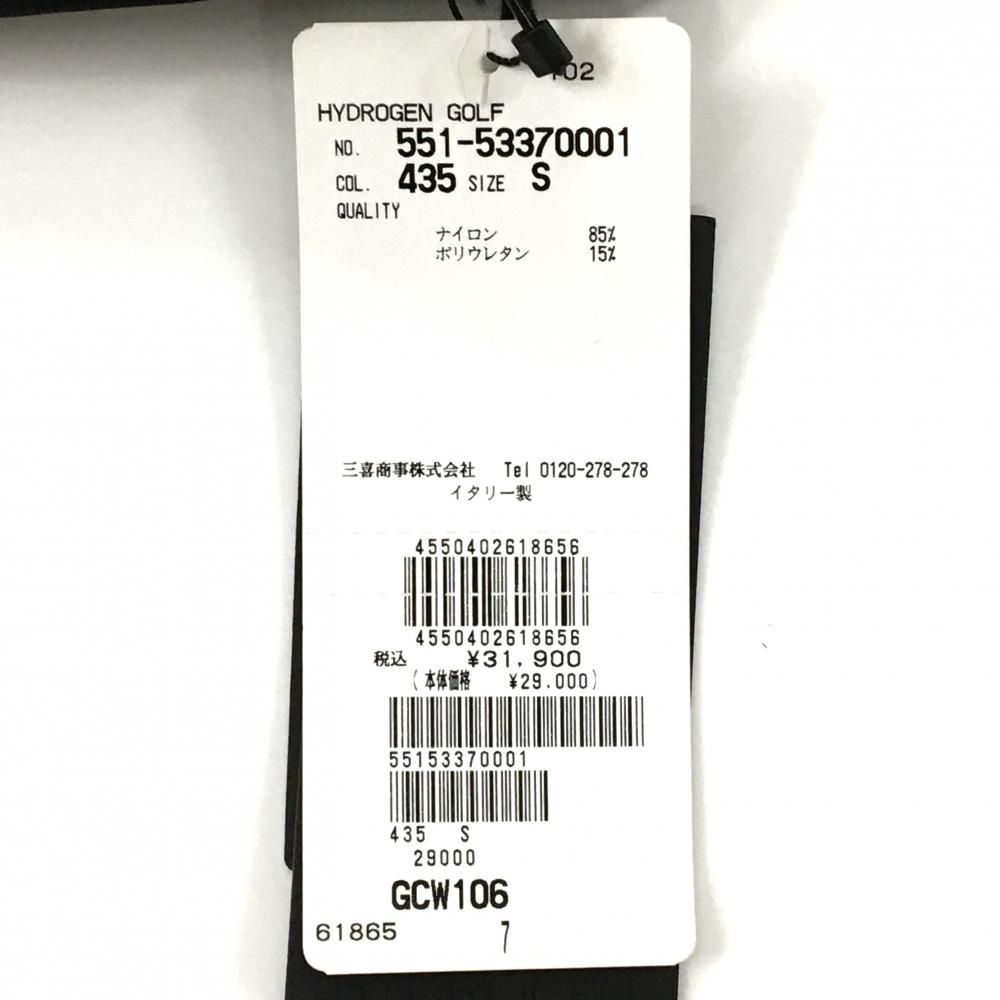 102
HYDROGEN GOLF
NO. 551-53370001
COL. 435 SIZE S
QUALITY
ナイロン 85%
ポリウレタン 15%
三喜商事株式会社 Tel 0120-278-278
イタリー製
4550402618656
4550402618656
税込 ¥31,900
(本体価格 ¥29.000)
55153370001
435 S
29000
GCW106
61865 7